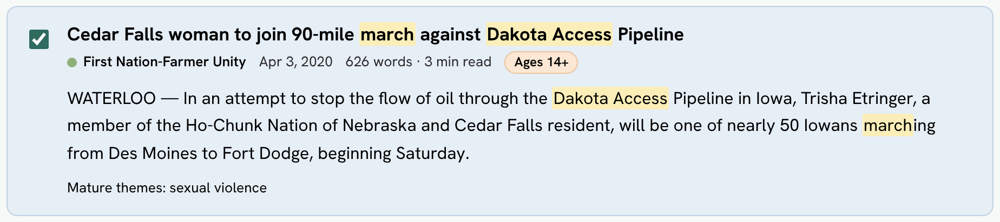 Cedar Falls woman to join 90-mile march against Dakota Access Pipeline
First Nation-Farmer Unity Apr 3, 2020 626 words · 3 min read Ages 14+
WATERLOO — In an attempt to stop the flow of oil through the Dakota Access Pipeline in Iowa, Trisha Etringer, a
member of the Ho-Chunk Nation of Nebraska and Cedar Falls resident, will be one of nearly 50 Iowans marching
from Des Moines to Fort Dodge, beginning Saturday.
Mature themes: sexual violence